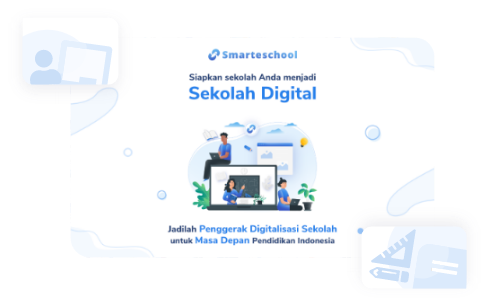 Smarteschool
Siapkan sekolah Anda menjadi
Sekolah Digital
Jadilah Penggerak Digitalisasi Sekolah
untuk Masa Depan Pendidikan Indonesia